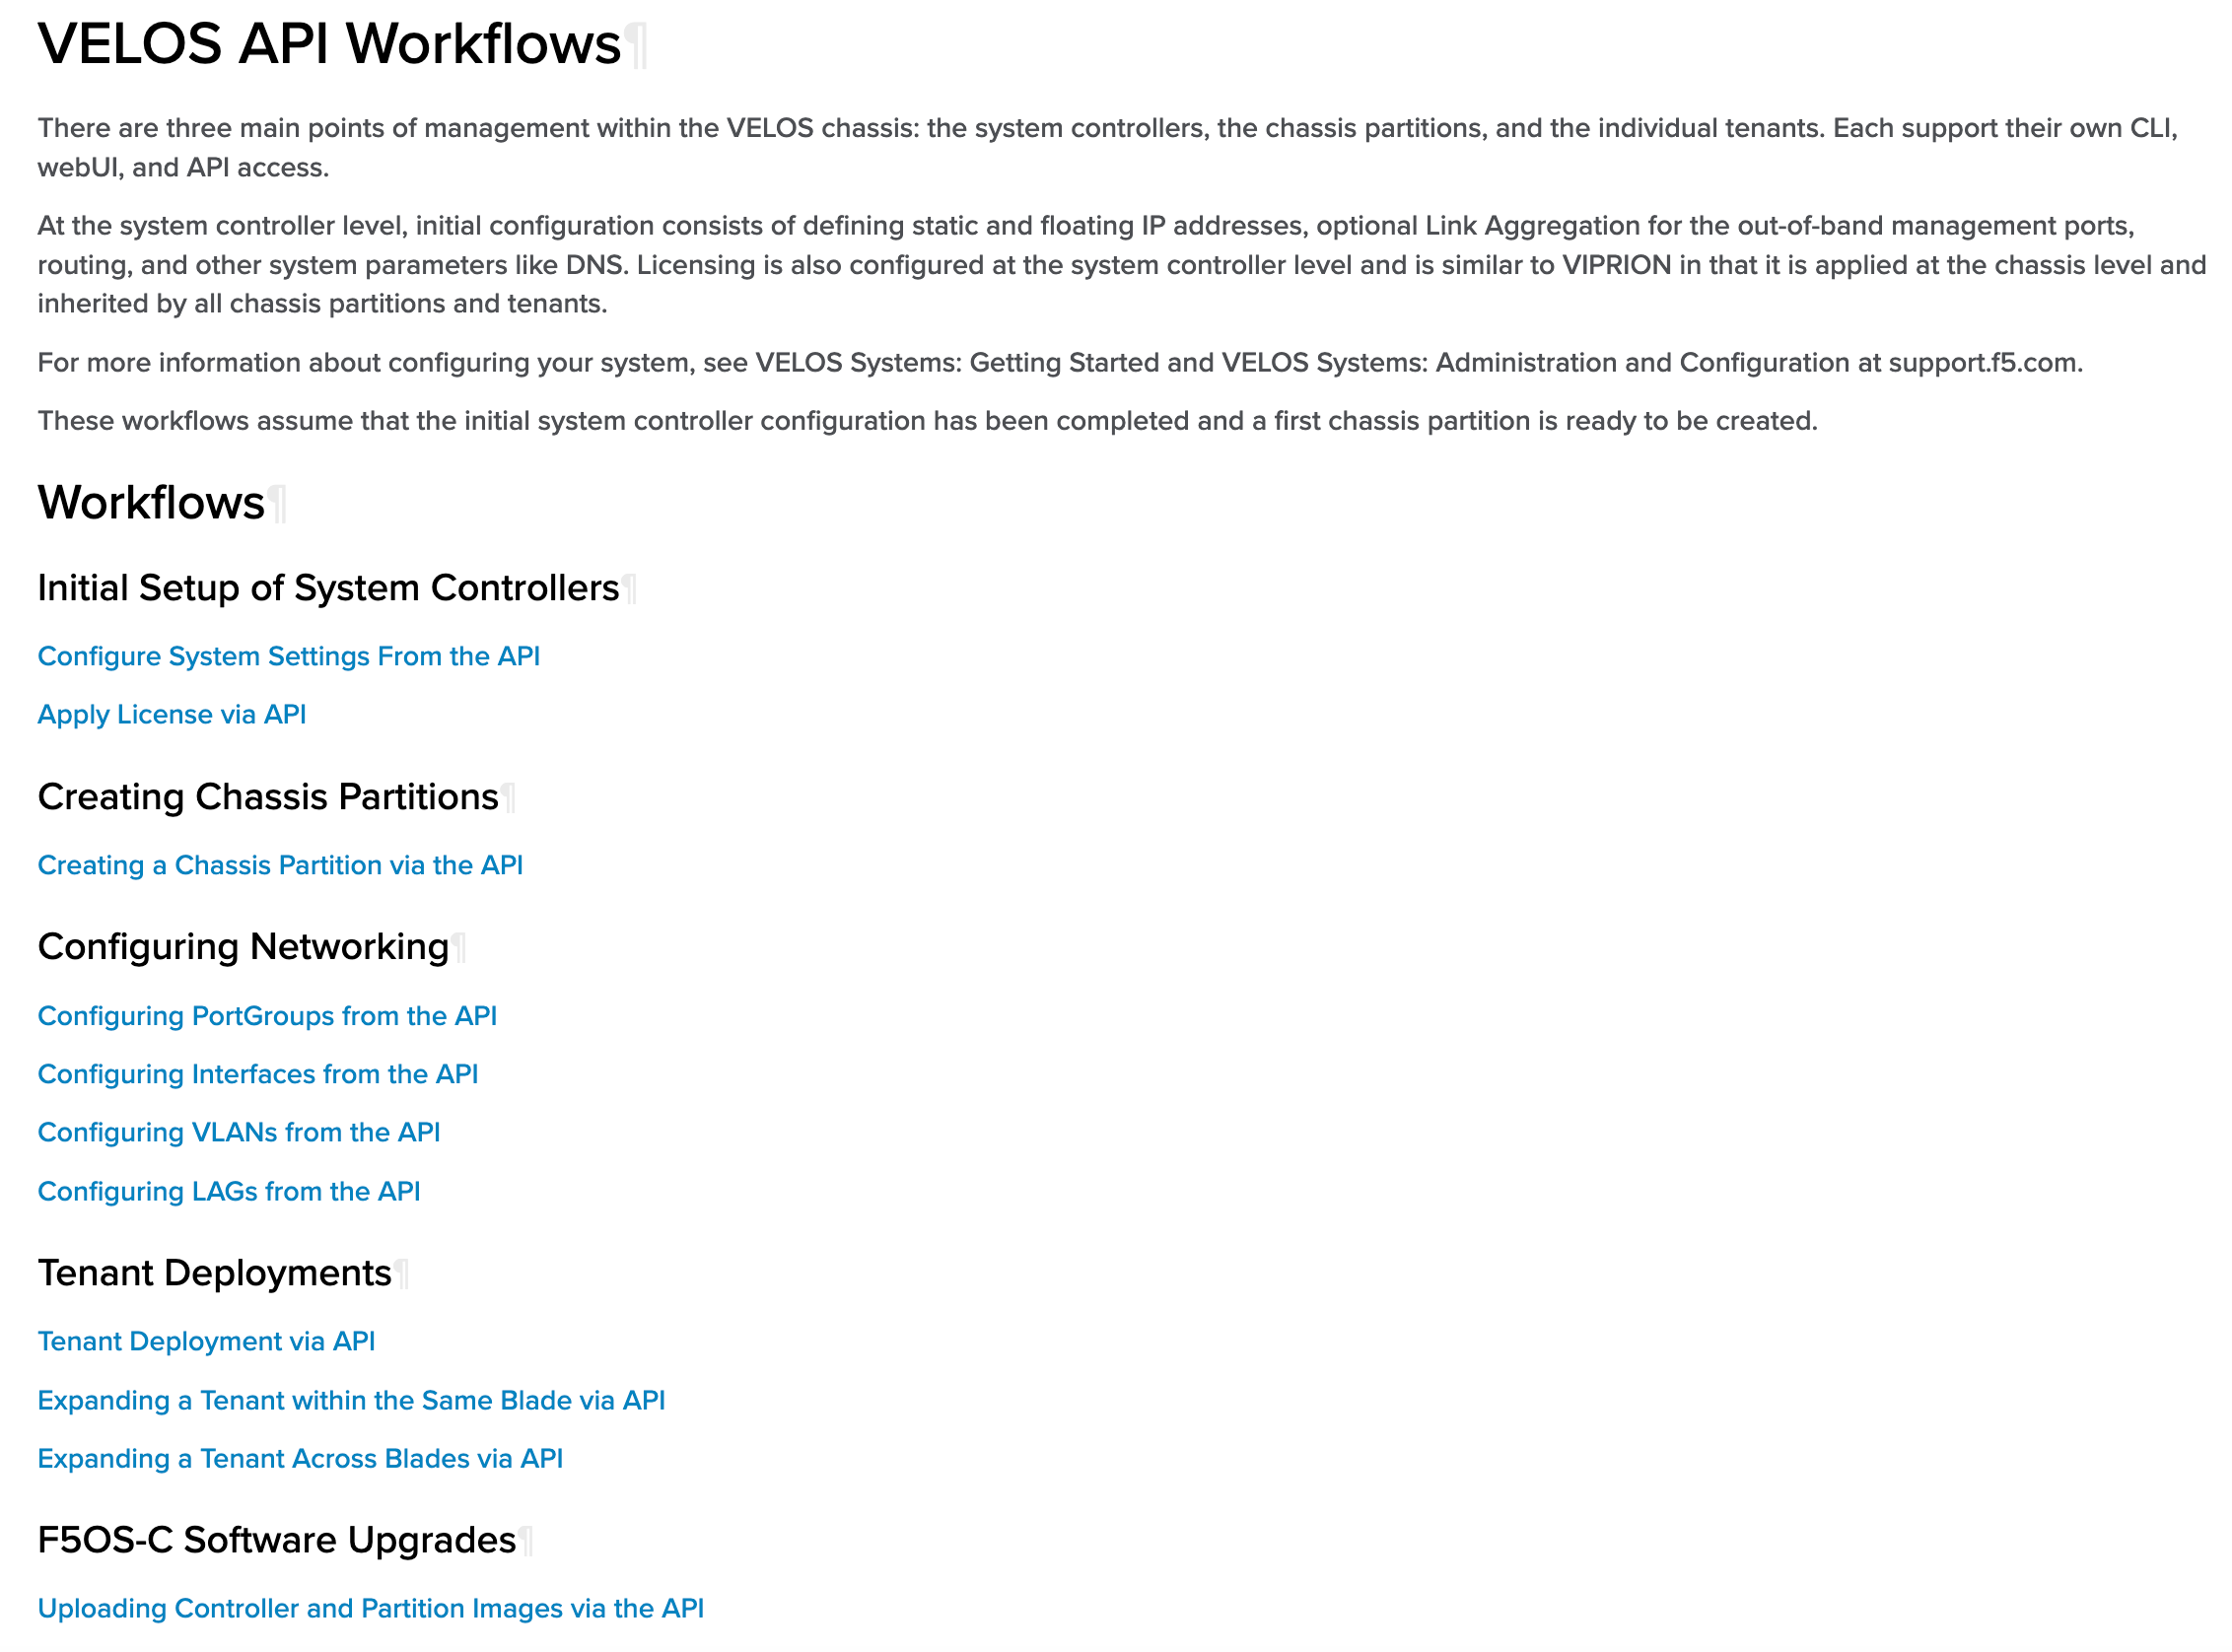 VELOS API Workflows¶
There are three main points of management within the VELOS chassis: the system controllers, the chassis partitions, and the individual tenants. Each support their own CLI,
webUI, and API access.
At the system controller level, initial configuration consists of defining static and floating IP addresses, optional Link Aggregation for the out-of-band management ports,
routing, and other system parameters like DNS. Licensing is also configured at the system controller level and is similar to VIPRION in that it is applied at the chassis level and
inherited by all chassis partitions and tenants.
For more information about configuring your system, see VELOS Systems: Getting Started and VELOS Systems: Administration and Configuration at support.f5.com.
These workflows assume that the initial system controller configuration has been completed and a first chassis partition is ready to be created.
Workflows¶
Initial Setup of System Controllers¶
Configure System Settings From the API
Apply License via API
Creating Chassis Partitions¶
Creating a Chassis Partition via the API
Configuring Networking¶
Configuring PortGroups from the API
Configuring Interfaces from the API
Configuring VLANs from the API
Configuring LAGs from the API
Tenant Deployments¶
Tenant Deployment via API
Expanding a Tenant within the Same Blade via API
Expanding a Tenant Across Blades via API
F5OS-C Software Upgrades¶
Uploading Controller and Partition Images via the API